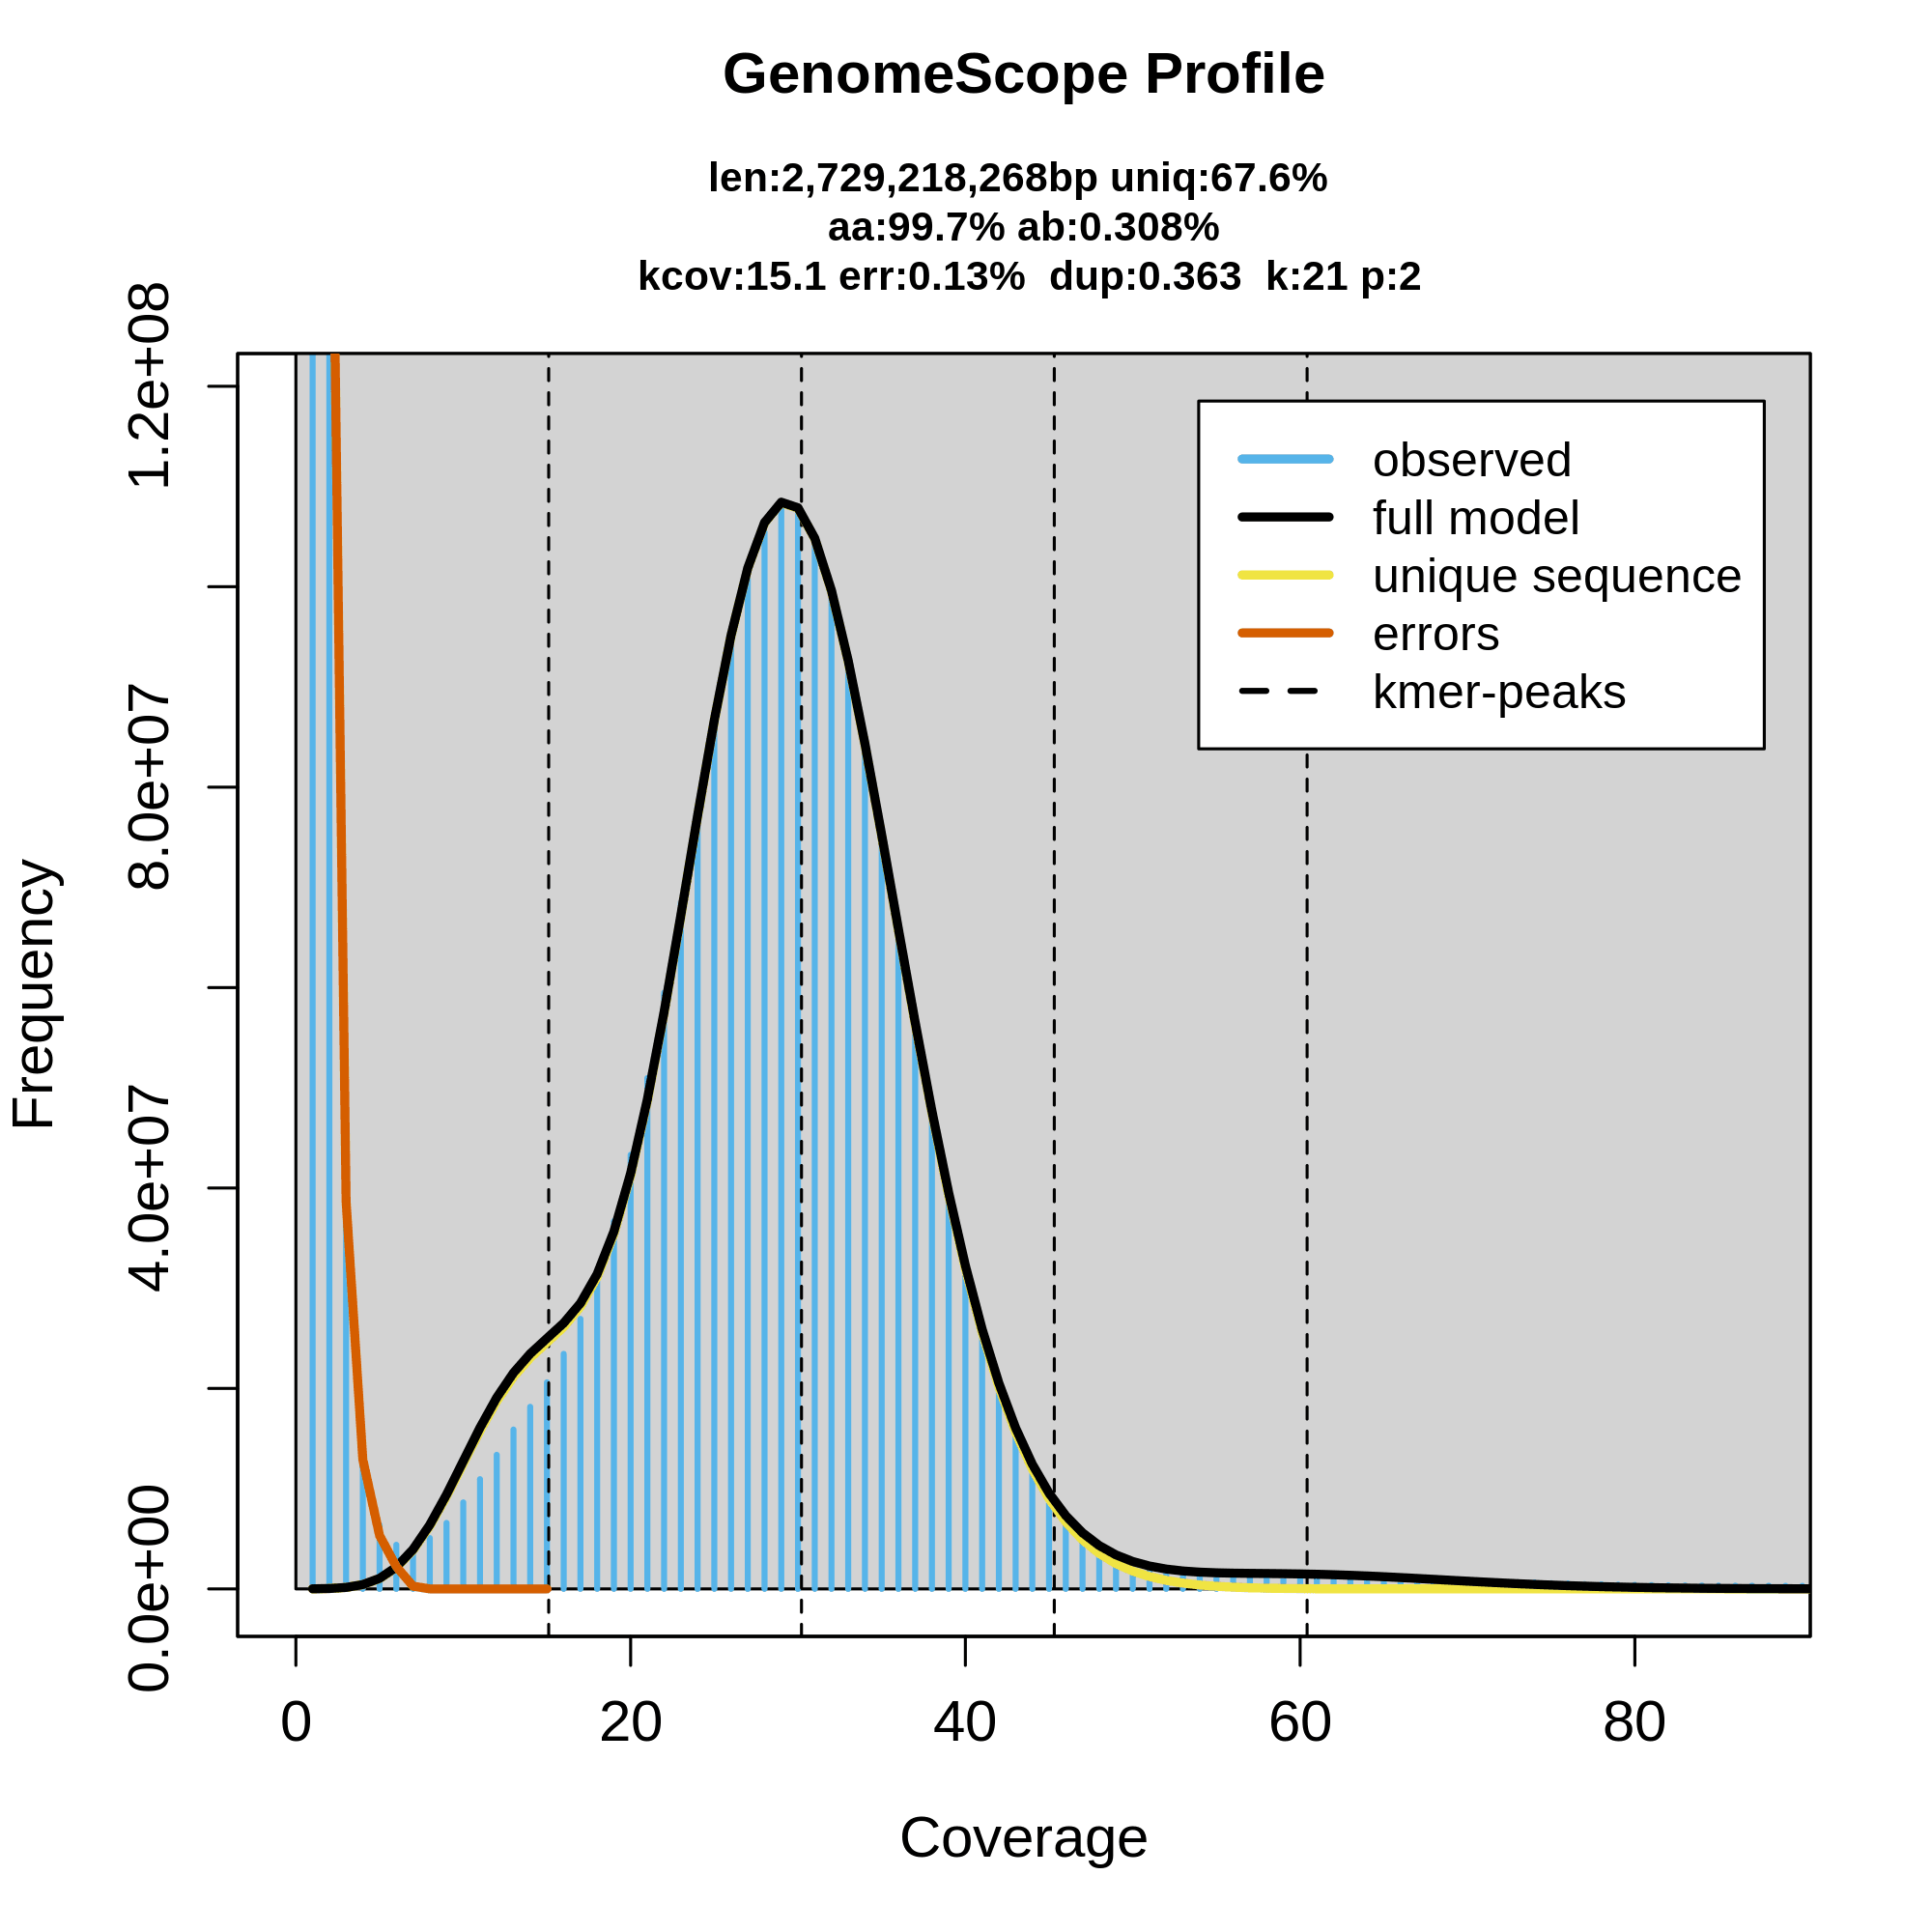 GenomeScope Profile
len:2,729,218,268bp uniq:67.6%
aa:99.7% ab:0.308%
kcov:15.1 err:0.13%  dup:0.363  k:21 p:2
observed
full model
unique sequence
errors
kmer-peaks
Frequency
1.2e+08
8.0e+07
4.0e+07
0.0e+00
0 20 40 60 80
Coverage